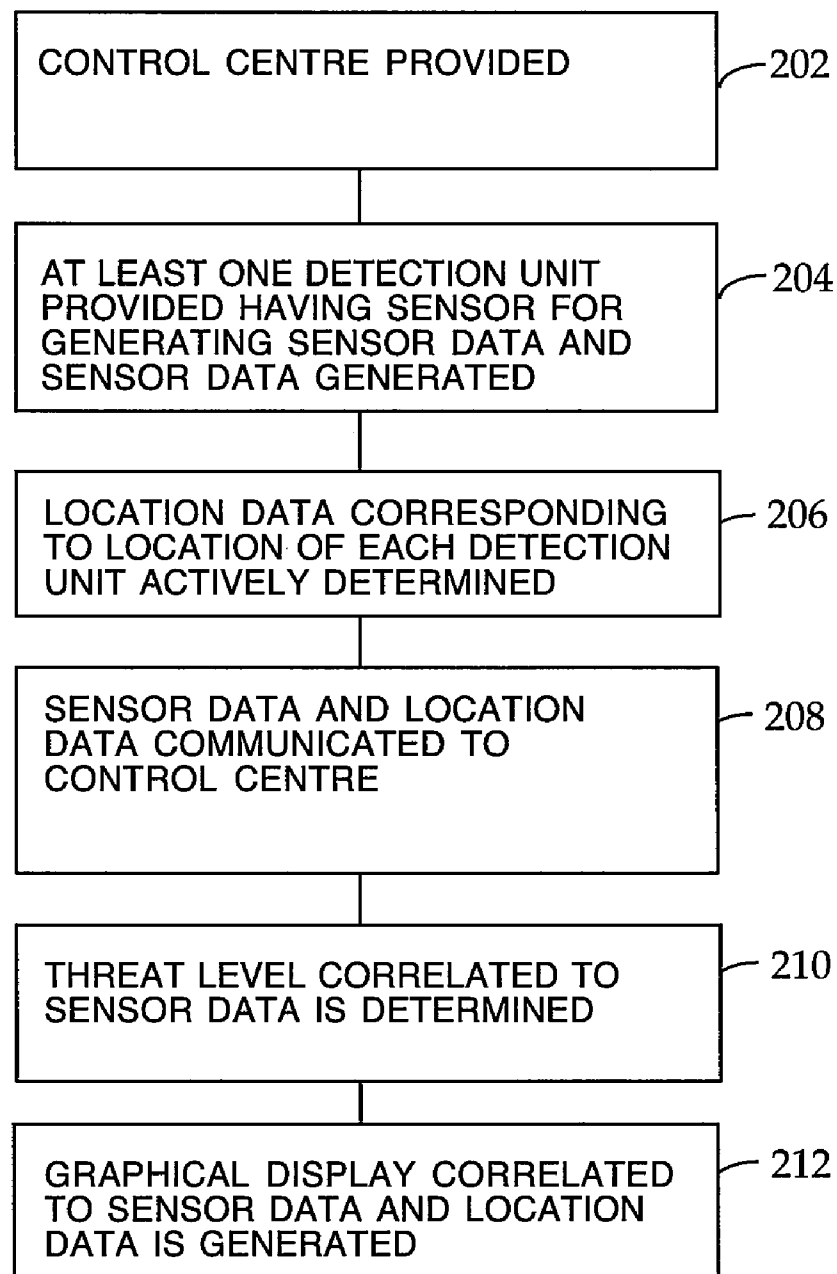 CONTROL CENTRE PROVIDED
202
AT LEAST ONE DETECTION UNIT
PROVIDED HAVING SENSOR FOR
GENERATING SENSOR DATA AND
SENSOR DATA GENERATED
204
LOCATION DATA CORRESPONDING
TO LOCATION OF EACH DETECTION
UNIT ACTIVELY DETERMINED
206
SENSOR DATA AND LOCATION
DATA COMMUNICATED TO
CONTROL CENTRE
208
THREAT LEVEL CORRELATED TO
SENSOR DATA IS DETERMINED
210
GRAPHICAL DISPLAY CORRELATED
TO SENSOR DATA AND LOCATION
DATA IS GENERATED
212